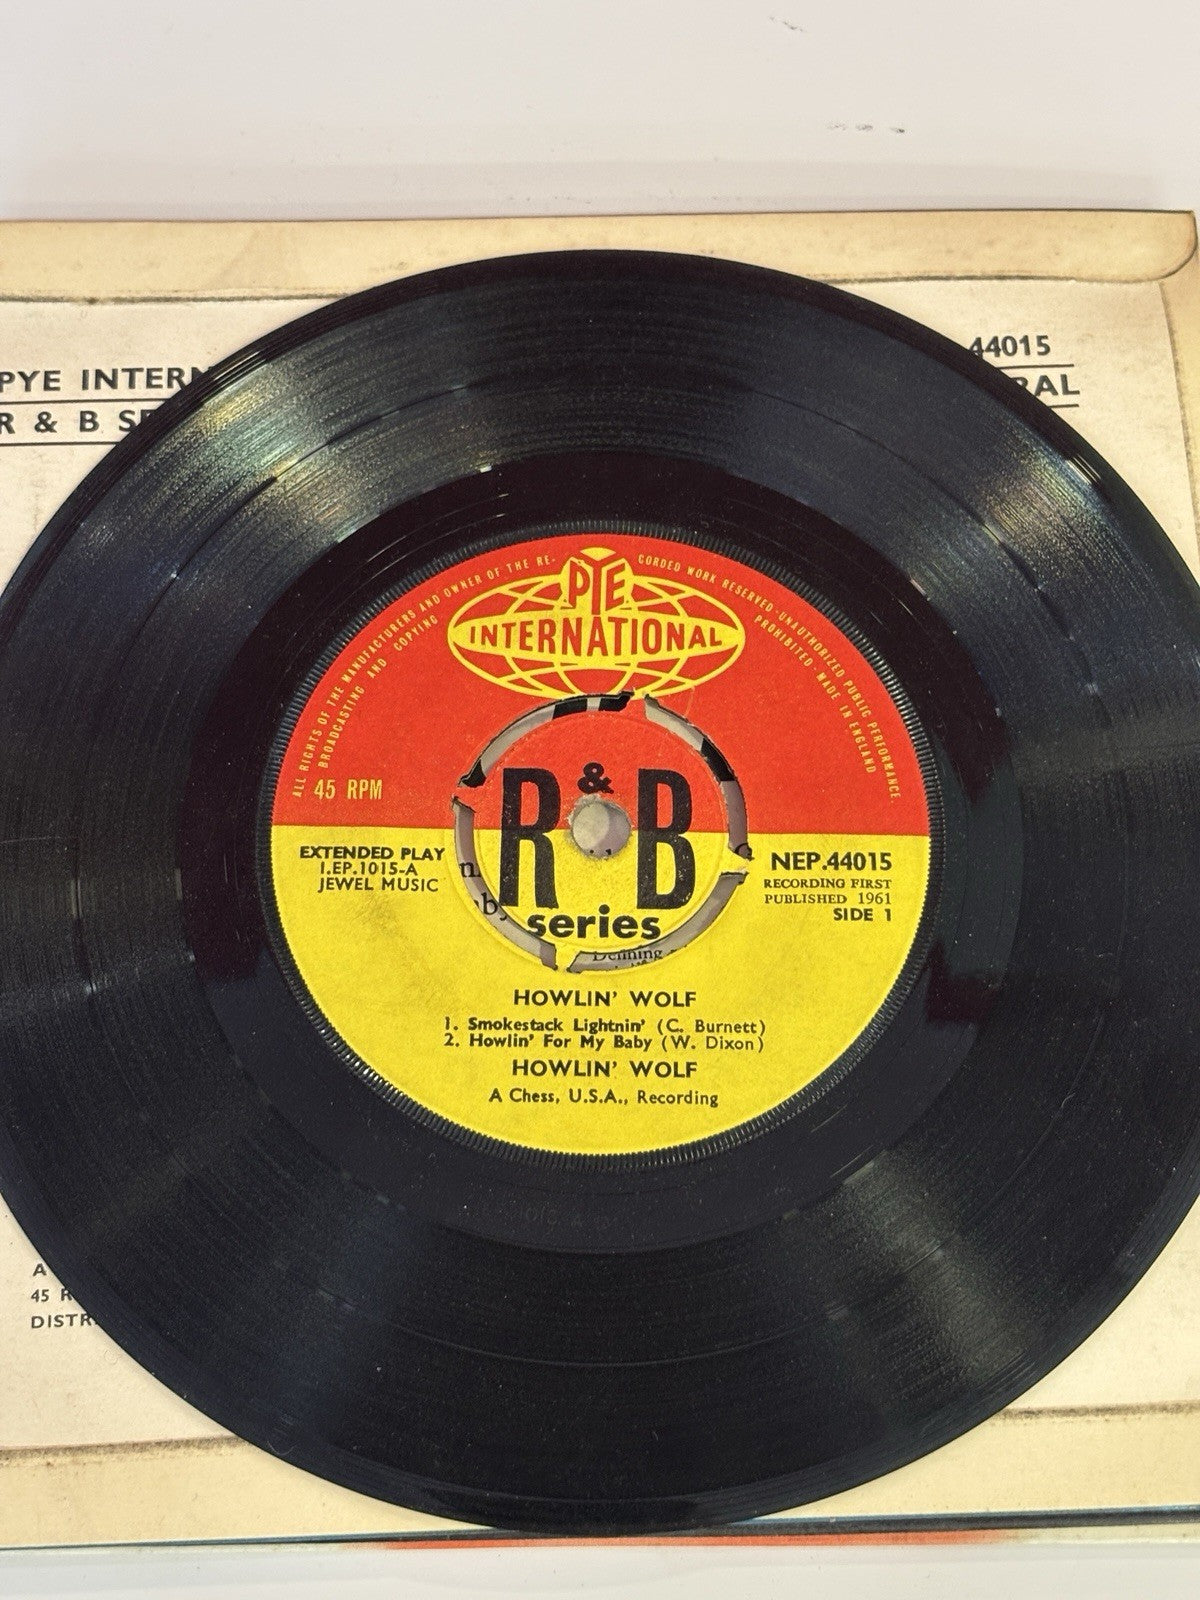 PYE INTERN
44015
R & B SE
RAL
ALL RIGHTS OF THE MANUFACTURERS AND OWNER OF THE RE- CORDED WORK RESERVED-UNAUTHORIZED PUBLIC PERFORMANCE,
BROADCASTING AND COPYING PROHIBITED-MADE IN ENGLAND
PYE
INTERNATIONAL
45 RPM
R & B
series
EXTENDED PLAY
1.EP.1015-A
JEWEL MUSIC
NEP.44015
RECORDING FIRST
PUBLISHED 1961
SIDE 1
Defining
HOWLIN' WOLF
1. Smokestack Lightnin' (C. Burnett)
2. Howlin' For My Baby (W. Dixon)
HOWLIN' WOLF
A Chess, U.S.A., Recording
A
45 R
DISTR